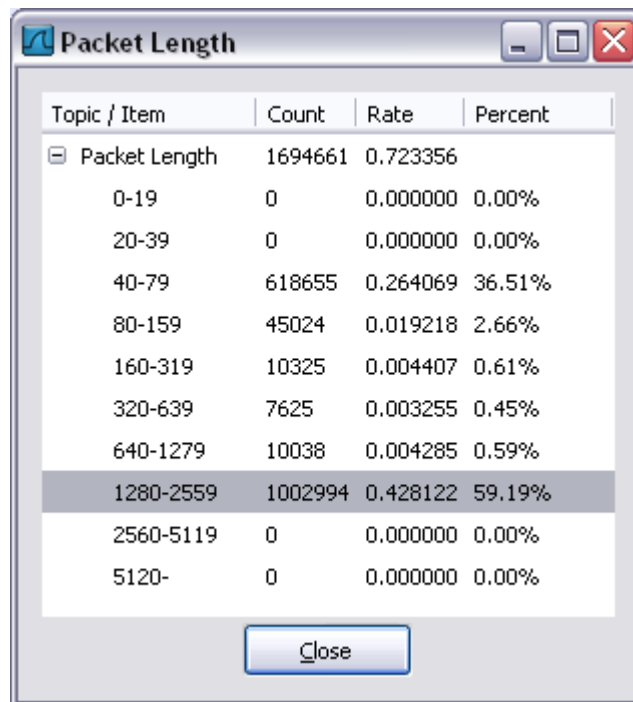 Packet Length
Topic / Item Count Rate Percent
Packet Length 1694661 0.723356
0-19 0 0.000000 0.00%
20-39 0 0.000000 0.00%
40-79 618655 0.264069 36.51%
80-159 45024 0.019218 2.66%
160-319 10325 0.004407 0.61%
320-639 7625 0.003255 0.45%
640-1279 10038 0.004285 0.59%
1280-2559 1002994 0.428122 59.19%
2560-5119 0 0.000000 0.00%
5120- 0 0.000000 0.00%
Close